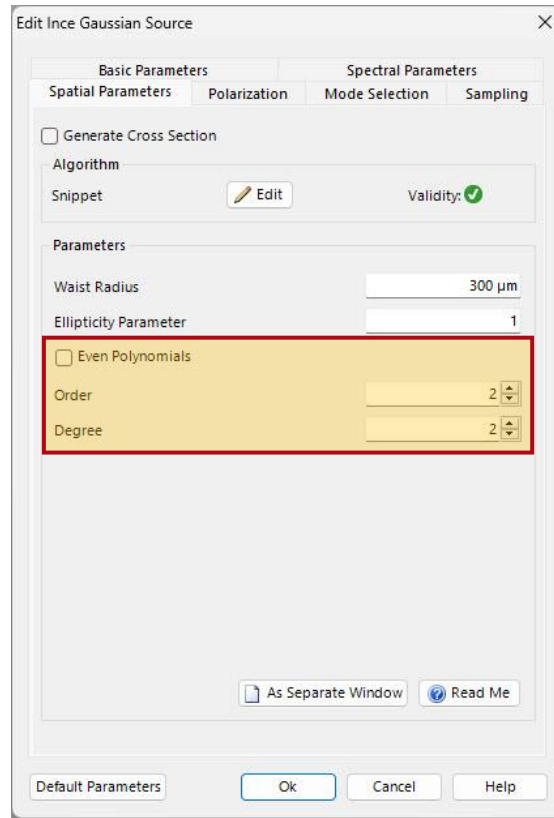 Edit Ince Gaussian Source
Basic Parameters Spectral Parameters
Spatial Parameters Polarization Mode Selection Sampling
Generate Cross Section
Algorithm
Snippet Edit Validity:
Parameters
Waist Radius 300 µm
Ellipticity Parameter 1
Even Polynomials
Order 2
Degree 2
As Separate Window Read Me
Default Parameters Ok Cancel Help